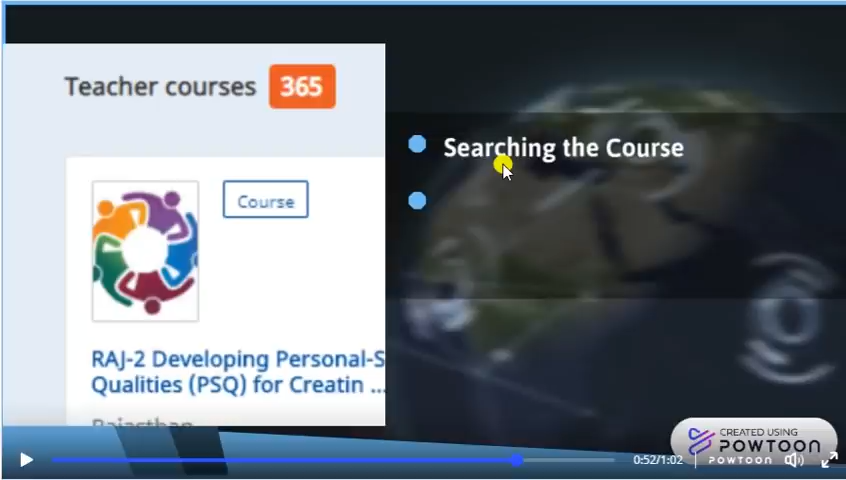 Teacher courses 365
Searching the Course
Course
RAJ-2 Developing Personal-S
Qualities (PSQ) for Creatin ...
Rajasthan
CREATED USING
POWTOON
0:52/1:02
POWTOON